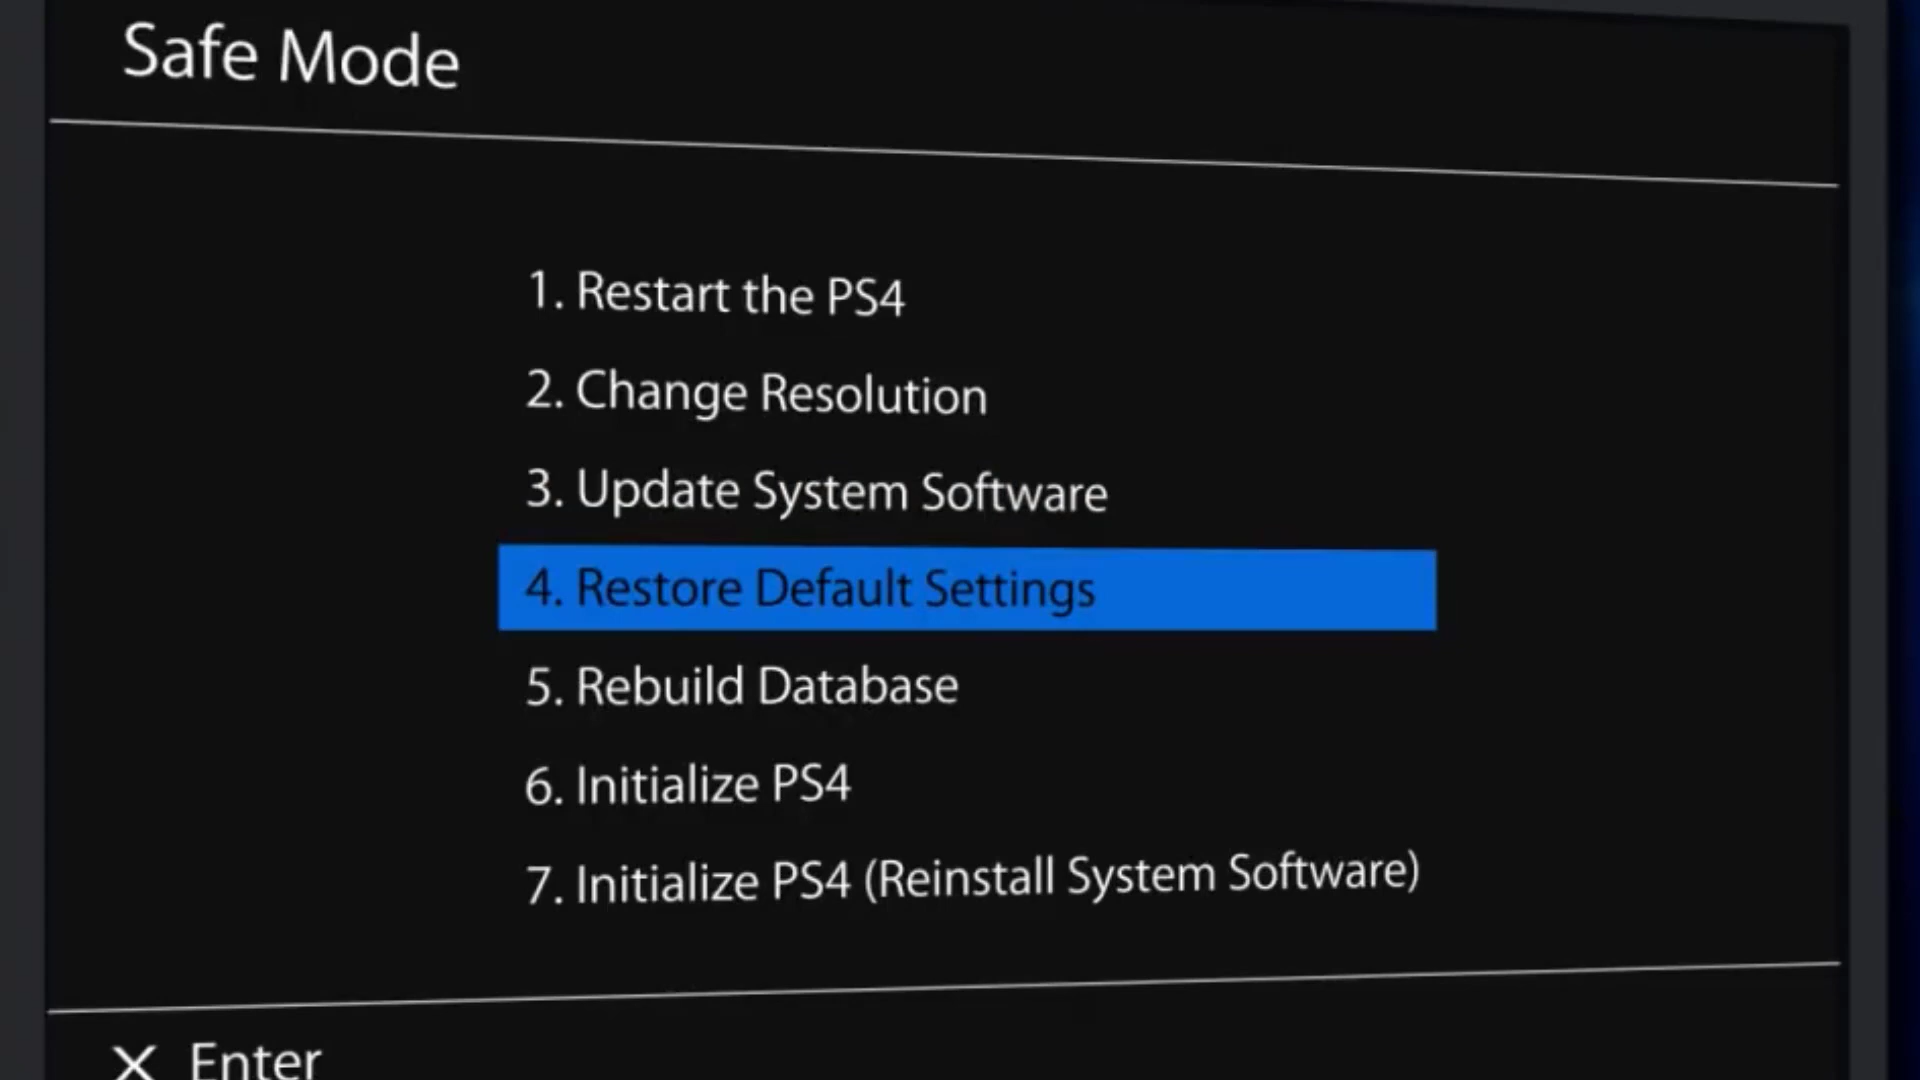 Safe Mode
1. Restart the PS4
2. Change Resolution
3. Update System Software
4. Restore Default Settings
5. Rebuild Database
6. Initialize PS4
7. Initialize PS4 (Reinstall System Software)
X Enter